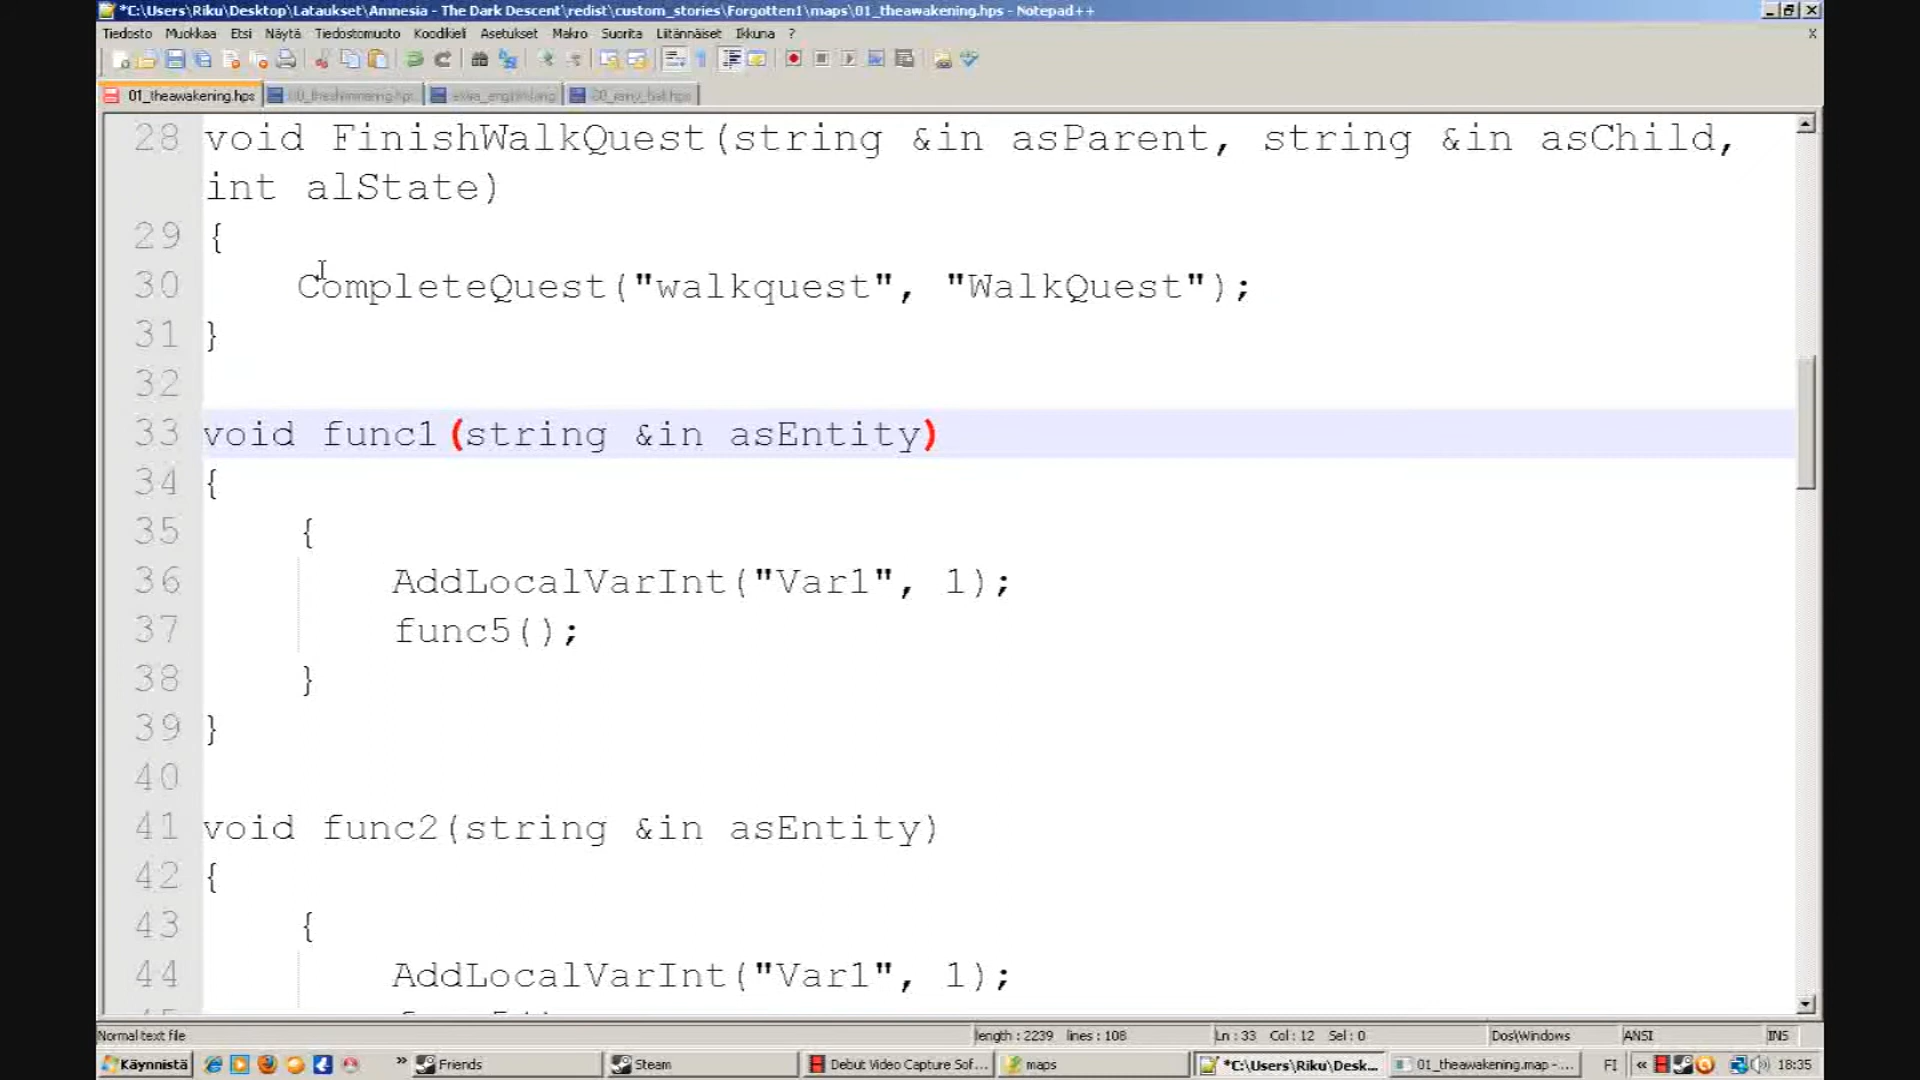 *C:\Users\Riku\Desktop\Lataukset\Amnesia - The Dark Descent\redist\custom_stories\Forgotten1\maps\01_theawakening.hps - Notepad++
Tiedosto Muokkaa Etsi Näytä Tiedostomuoto Koodikieli Asetukset Makro Suorita Liitännäiset Ikkuna ? X
01_theawakening.hps extra_english.lang
28 void FinishWalkQuest(string &in asParent, string &in asChild,
int alState)
29 {
30 CompleteQuest("walkquest", "WalkQuest");
31 }
32
33 void func1(string &in asEntity)
34 {
35 {
36 AddLocalVarInt("Var1", 1);
37 func5();
38 }
39 }
40
41 void func2(string &in asEntity)
42 {
43 {
44 AddLocalVarInt("Var1", 1);
Normal text file length : 2239 lines : 108 Ln : 33 Col : 12 Sel : 0 Dos\Windows ANSI INS
Käynnistä » Friends Steam Debut Video Capture Sof... maps *C:\Users\Riku\Desk... 01_theawakening.map -... FI « 18:35